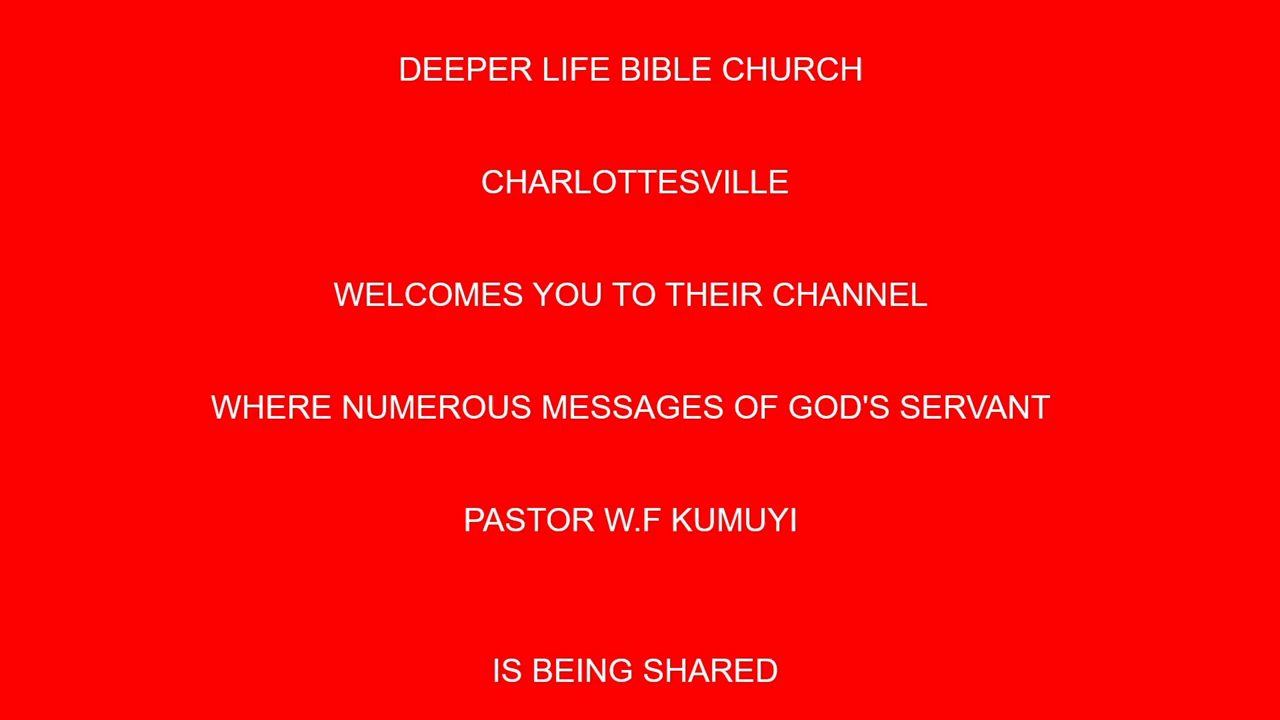 DEEPER LIFE BIBLE CHURCH
CHARLOTTESVILLE
WELCOMES YOU TO THEIR CHANNEL
WHERE NUMEROUS MESSAGES OF GOD'S SERVANT
PASTOR W.F KUMUYI
IS BEING SHARED